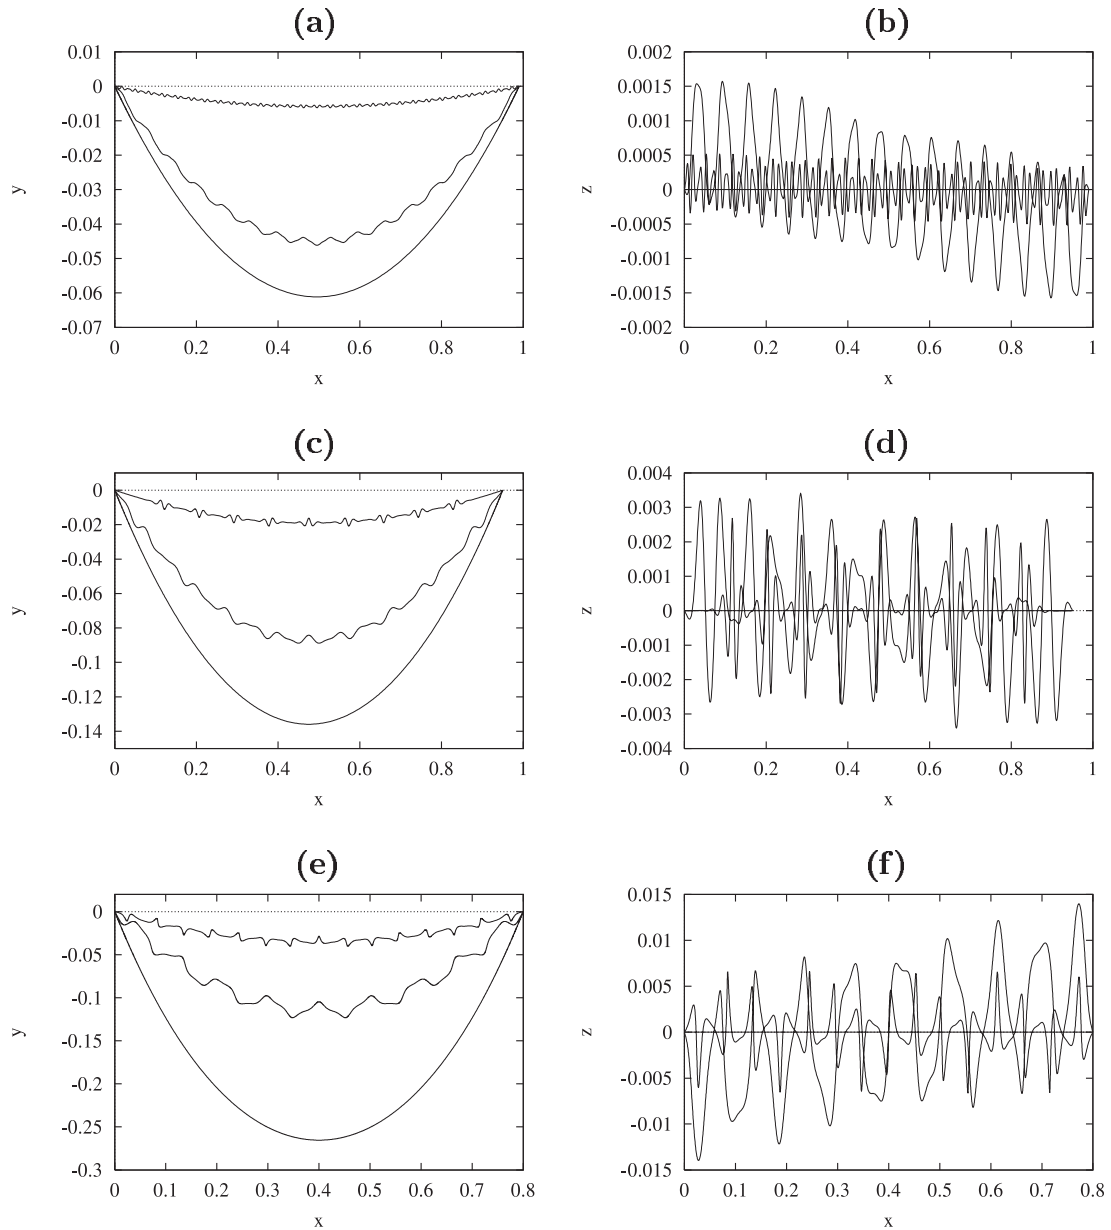 (a)
(b)
0.01
0
-0.01
-0.02
-0.03
-0.04
-0.05
-0.06
-0.07
y
0 0.2 0.4 0.6 0.8 1
x
0.002
0.0015
0.001
0.0005
0
-0.0005
-0.001
-0.0015
-0.002
z
0 0.2 0.4 0.6 0.8 1
x
(c)
(d)
0
-0.02
-0.04
-0.06
-0.08
-0.1
-0.12
-0.14
y
0 0.2 0.4 0.6 0.8 1
x
0.004
0.003
0.002
0.001
0
-0.001
-0.002
-0.003
-0.004
z
0 0.2 0.4 0.6 0.8 1
x
(e)
(f)
0
-0.05
-0.1
-0.15
-0.2
-0.25
-0.3
y
0 0.1 0.2 0.3 0.4 0.5 0.6 0.7 0.8
x
0.015
0.01
0.005
0
-0.005
-0.01
-0.015
z
0 0.1 0.2 0.3 0.4 0.5 0.6 0.7 0.8
x